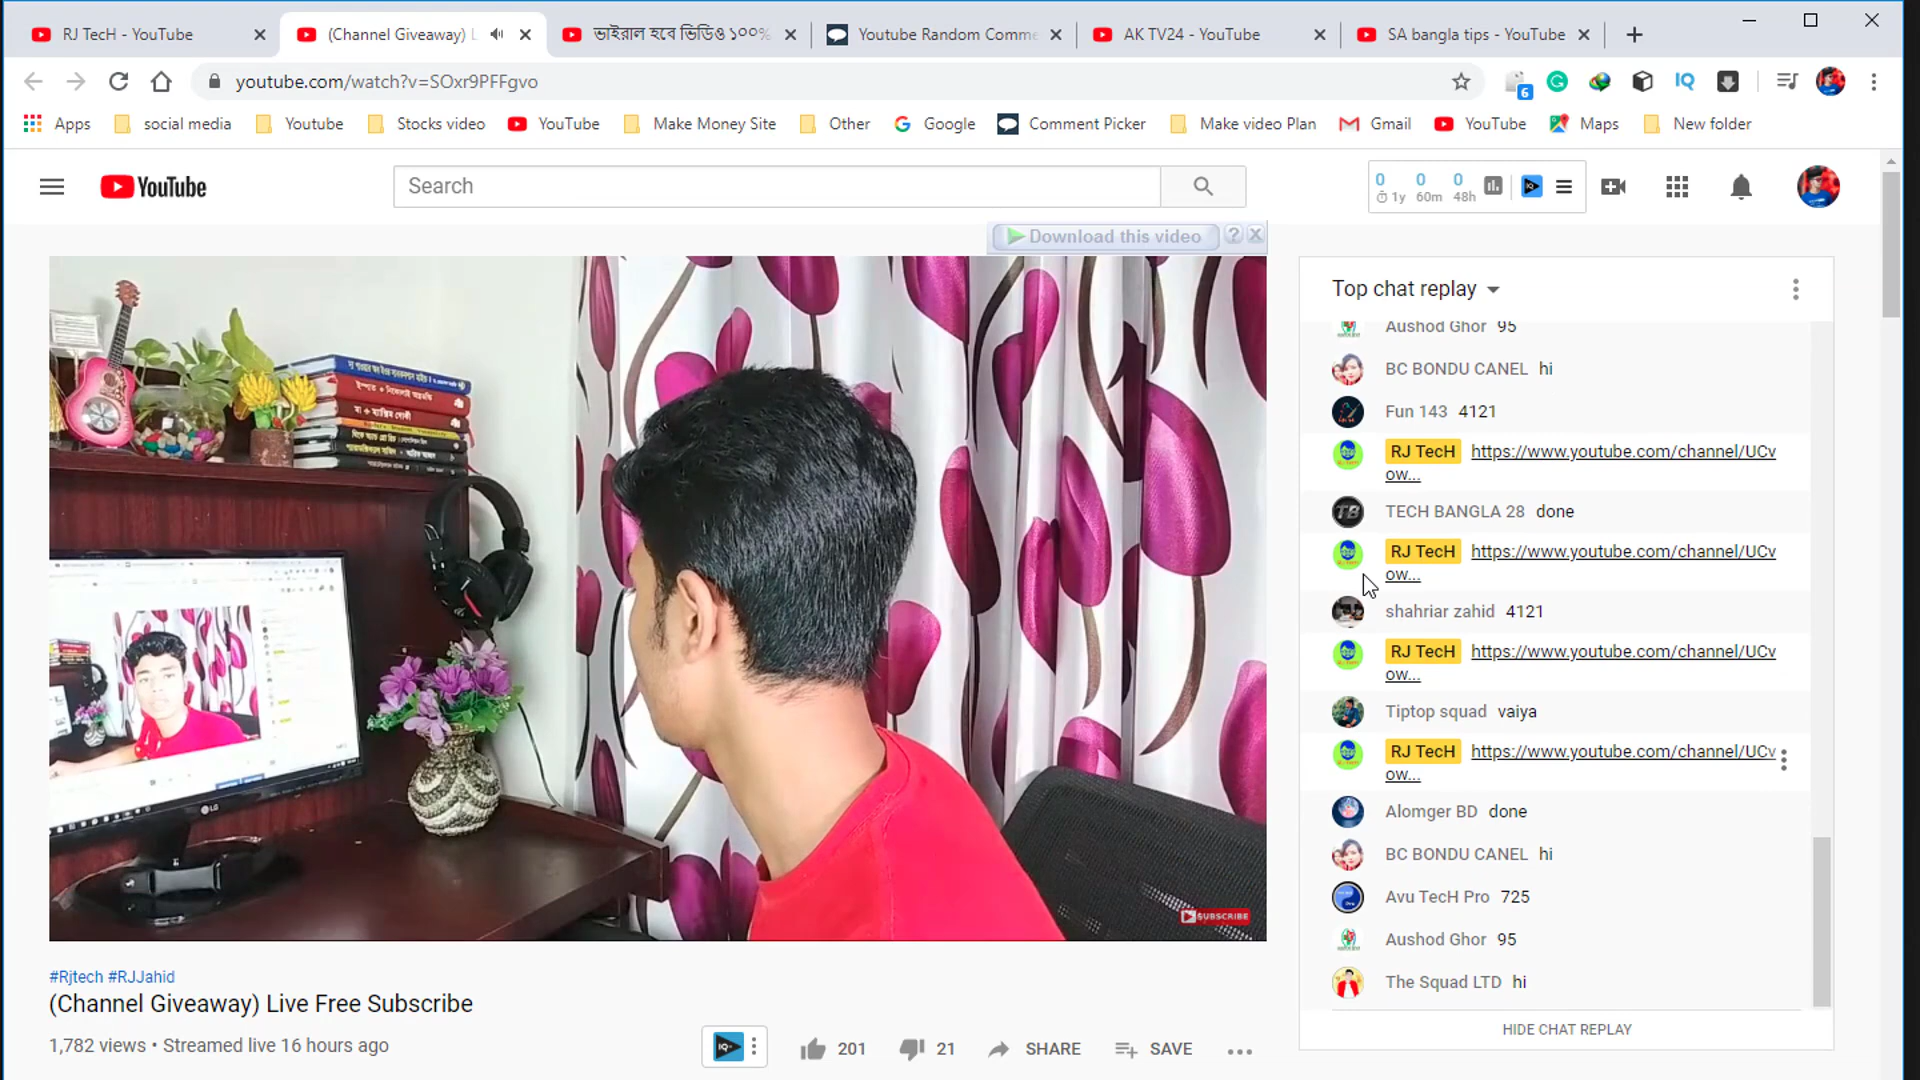 RJ TecH - YouTube
(Channel Giveaway) L
ভাইরাল হবে ভিডিও ১০০%
Youtube Random Comme
AK TV24 - YouTube
SA bangla tips - YouTube
youtube.com/watch?v=SOxr9PFFgvo
6
IQ
Apps
social media
Youtube
Stocks video
YouTube
Make Money Site
Other
Google
Comment Picker
Make video Plan
Gmail
YouTube
Maps
New folder
YouTube
Search
0 0 0
1y 60m 48h
Download this video ?
Top chat replay
Aushod Ghor 95
BC BONDU CANEL hi
Fun 143 4121
RJ TecH https://www.youtube.com/channel/UCv
ow...
TECH BANGLA 28 done
RJ TecH https://www.youtube.com/channel/UCv
ow...
shahriar zahid 4121
RJ TecH https://www.youtube.com/channel/UCv
ow...
Tiptop squad vaiya
RJ TecH https://www.youtube.com/channel/UCv
ow...
Alomger BD done
BC BONDU CANEL hi
Avu TecH Pro 725
Aushod Ghor 95
The Squad LTD hi
HIDE CHAT REPLAY
LG
SUBSCRIBE
#Rjtech #RJJahid
(Channel Giveaway) Live Free Subscribe
1,782 views • Streamed live 16 hours ago
IQ
201
21
SHARE
SAVE